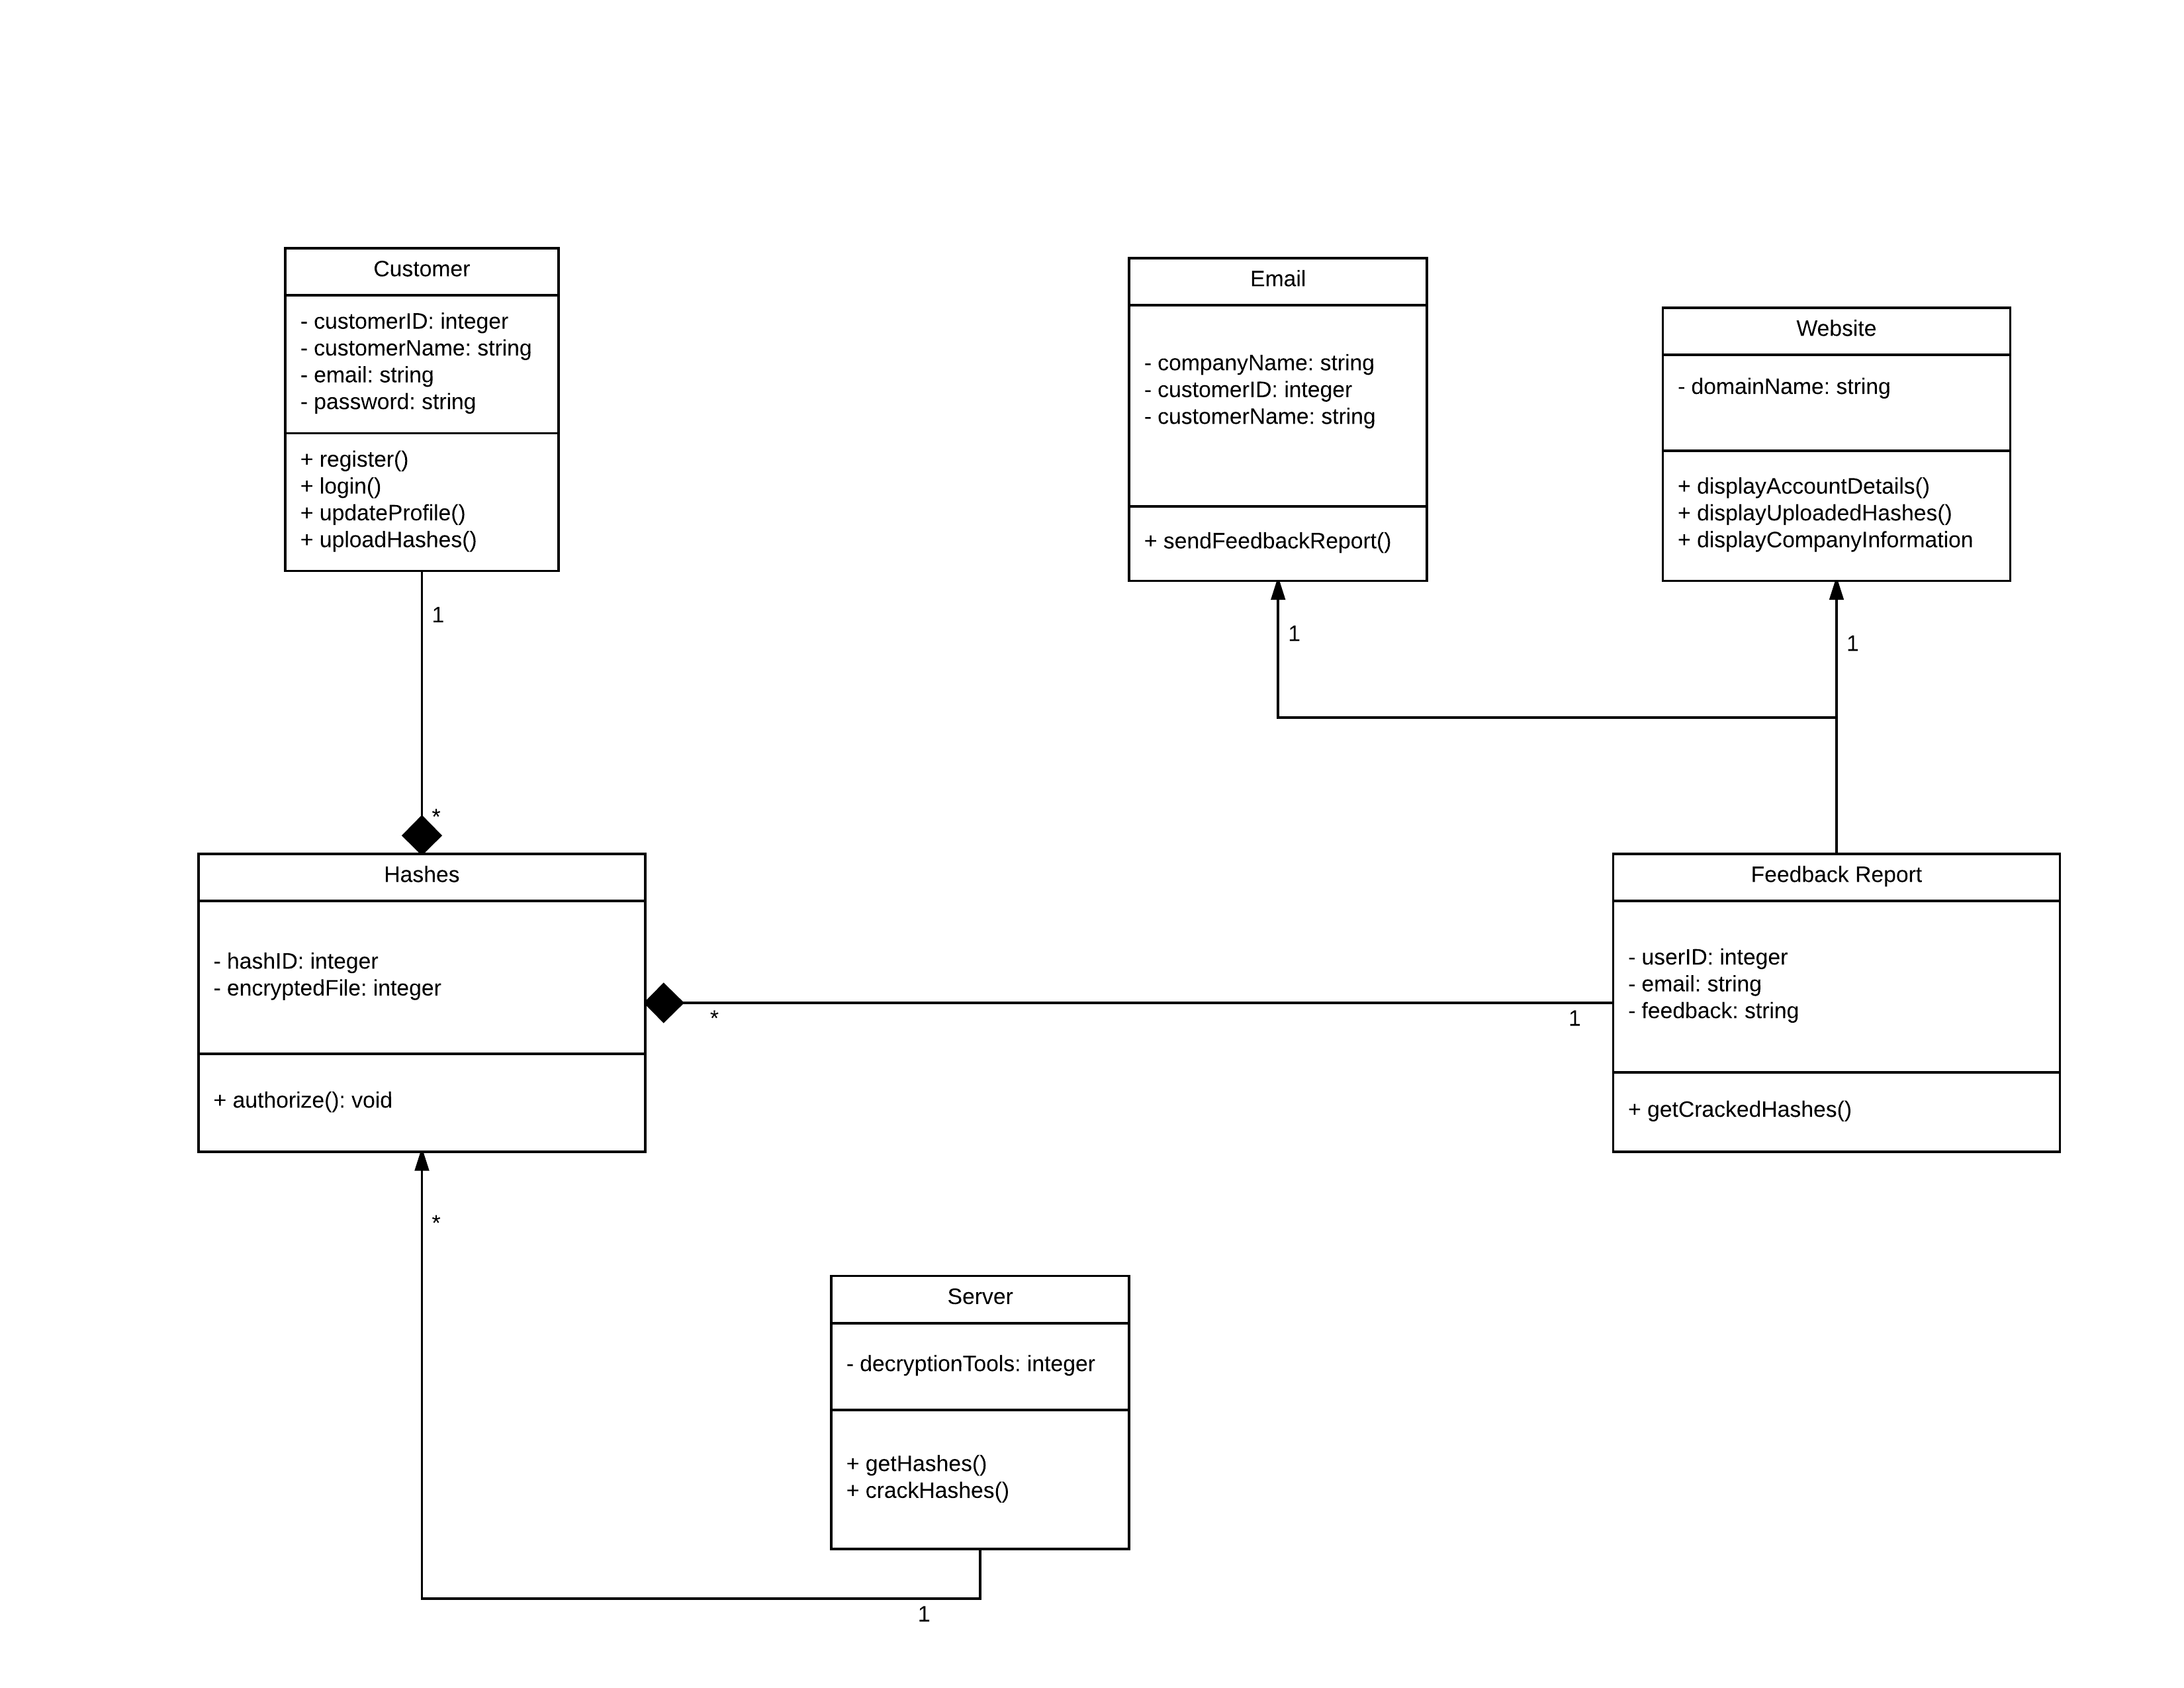 Customer
- customerID: integer
- customerName: string
- email: string
- password: string
+ register()
+ login()
+ updateProfile()
+ uploadHashes()
1
*
Email
- companyName: string
- customerID: integer
- customerName: string
+ sendFeedbackReport()
1
Website
- domainName: string
+ displayAccountDetails()
+ displayUploadedHashes()
+ displayCompanyInformation
1
Hashes
- hashID: integer
- encryptedFile: integer
+ authorize(): void
*
1
Feedback Report
- userID: integer
- email: string
- feedback: string
+ getCrackedHashes()
*
Server
- decryptionTools: integer
+ getHashes()
+ crackHashes()
1